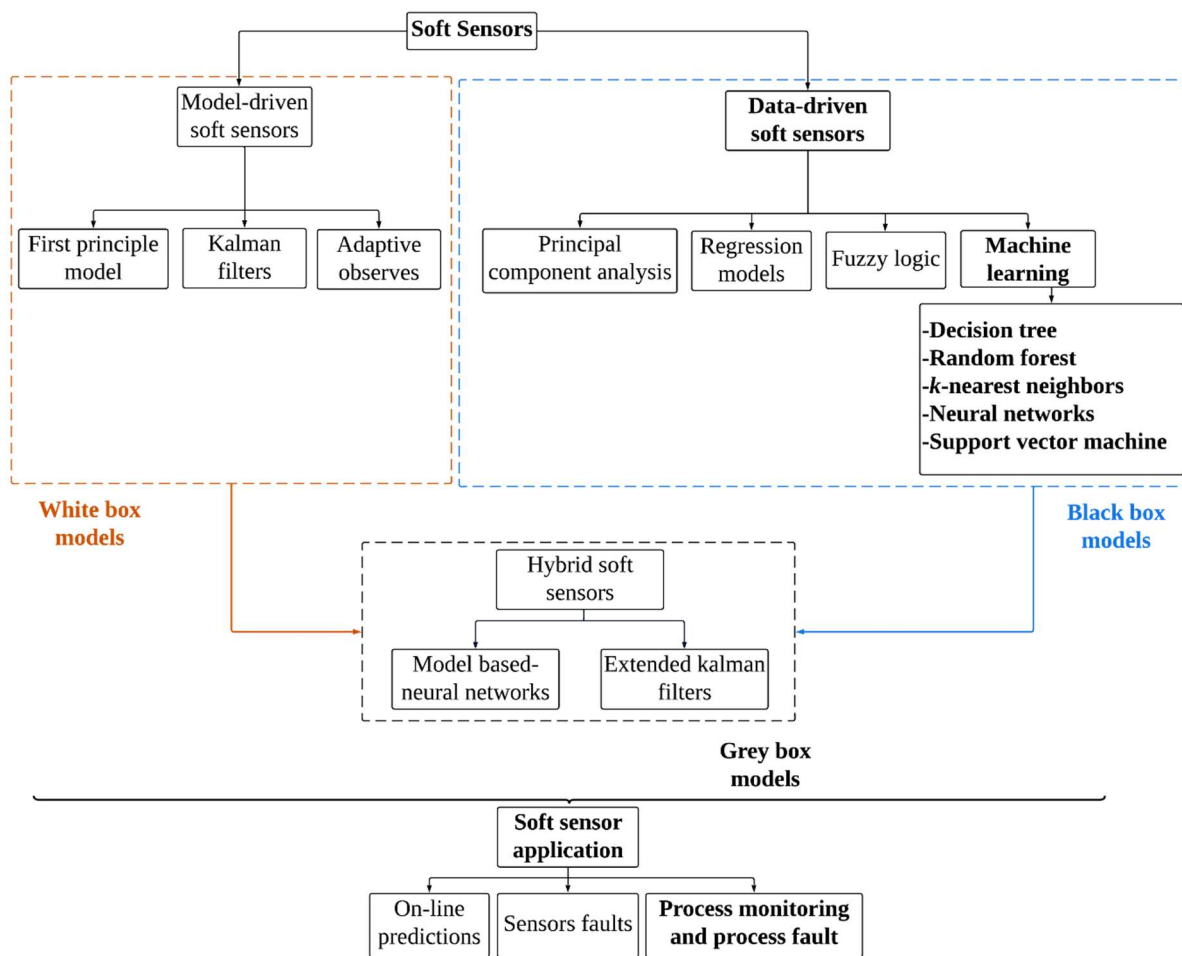 Soft Sensors
Model-driven
soft sensors
Data-driven
soft sensors
First principle
model
Kalman
filters
Adaptive
observes
Principal
component analysis
Regression
models
Fuzzy logic
Machine
learning
-Decision tree
-Random forest
-k-nearest neighbors
-Neural networks
-Support vector machine
White box
models
Black box
models
Hybrid soft
sensors
Model based-
neural networks
Extended kalman
filters
Grey box
models
Soft sensor
application
On-line
predictions
Sensors faults
Process monitoring
and process fault